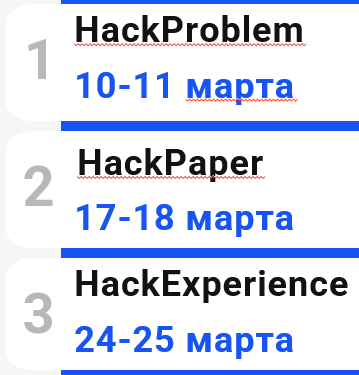 1
HackProblem
10-11 марта
2
HackPaper
17-18 марта
3
HackExperience
24-25 марта